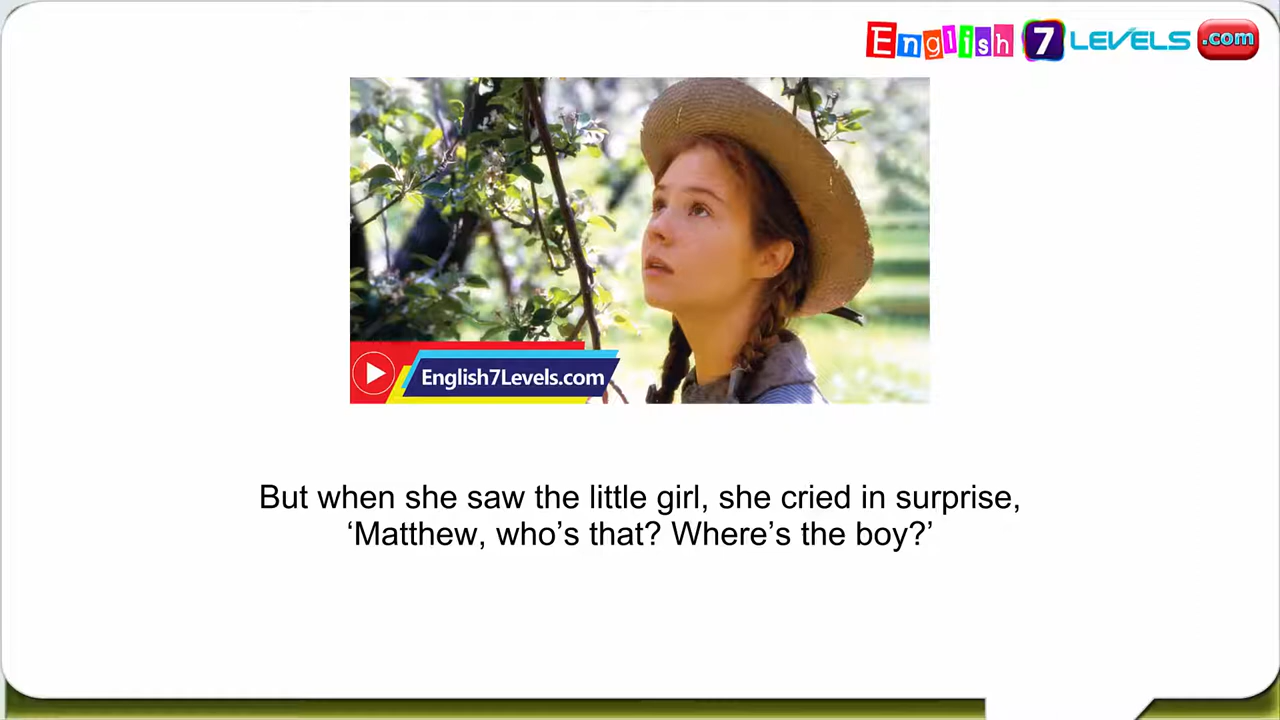 English 7 LEVELS .com
English7Levels.com
But when she saw the little girl, she cried in surprise,
‘Matthew, who’s that? Where’s the boy?’